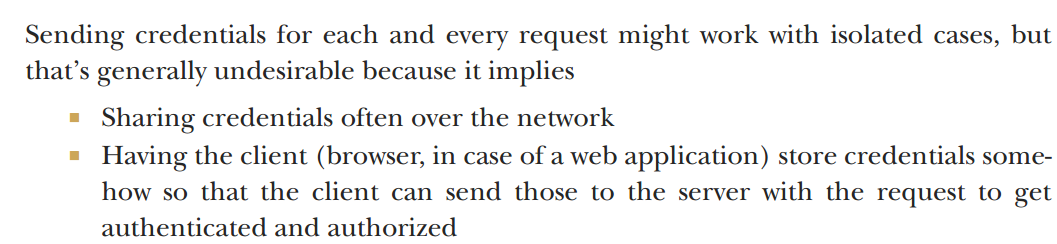 Sending credentials for each and every request might work with isolated cases, but
that's generally undesirable because it implies
■ Sharing credentials often over the network
■ Having the client (browser, in case of a web application) store credentials some-
how so that the client can send those to the server with the request to get
authenticated and authorized